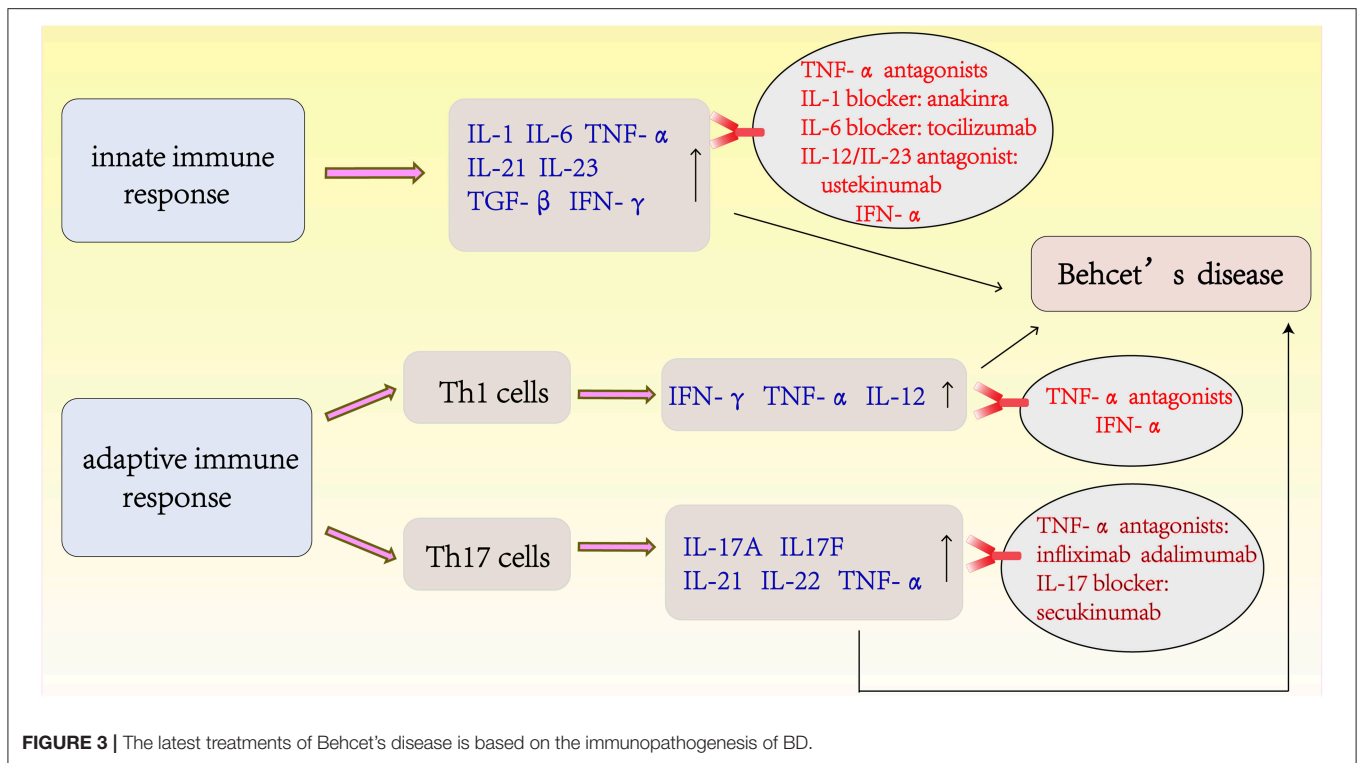 innate immune
response
IL-1 IL-6 TNF- α
IL-21 IL-23
TGF- β IFN- γ
TNF- α antagonists
IL-1 blocker: anakinra
IL-6 blocker: tocilizumab
IL-12/IL-23 antagonist:
ustekinumab
IFN- α
Behcet’ s disease
adaptive immune
response
Th1 cells
IFN- γ TNF- α IL-12
TNF- α antagonists
IFN- α
Th17 cells
IL-17A IL17F
IL-21 IL-22 TNF- α
TNF- α antagonists:
infliximab adalimumab
IL-17 blocker:
secukinumab
FIGURE 3 | The latest treatments of Behcet's disease is based on the immunopathogenesis of BD.